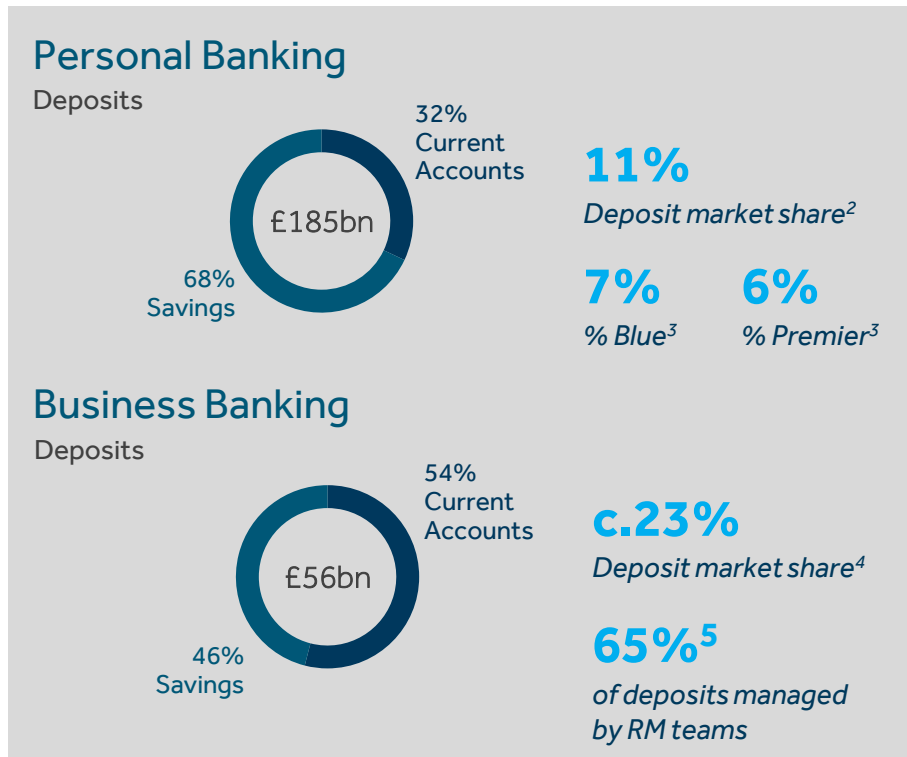 Personal Banking
Deposits
32%
Current
Accounts
£185bn
68%
Savings
11%
Deposit market share²
7%
% Blue³
6%
% Premier³
Business Banking
Deposits
54%
Current
Accounts
£56bn
46%
Savings
c.23%
Deposit market share⁴
65%⁵
of deposits managed
by RM teams